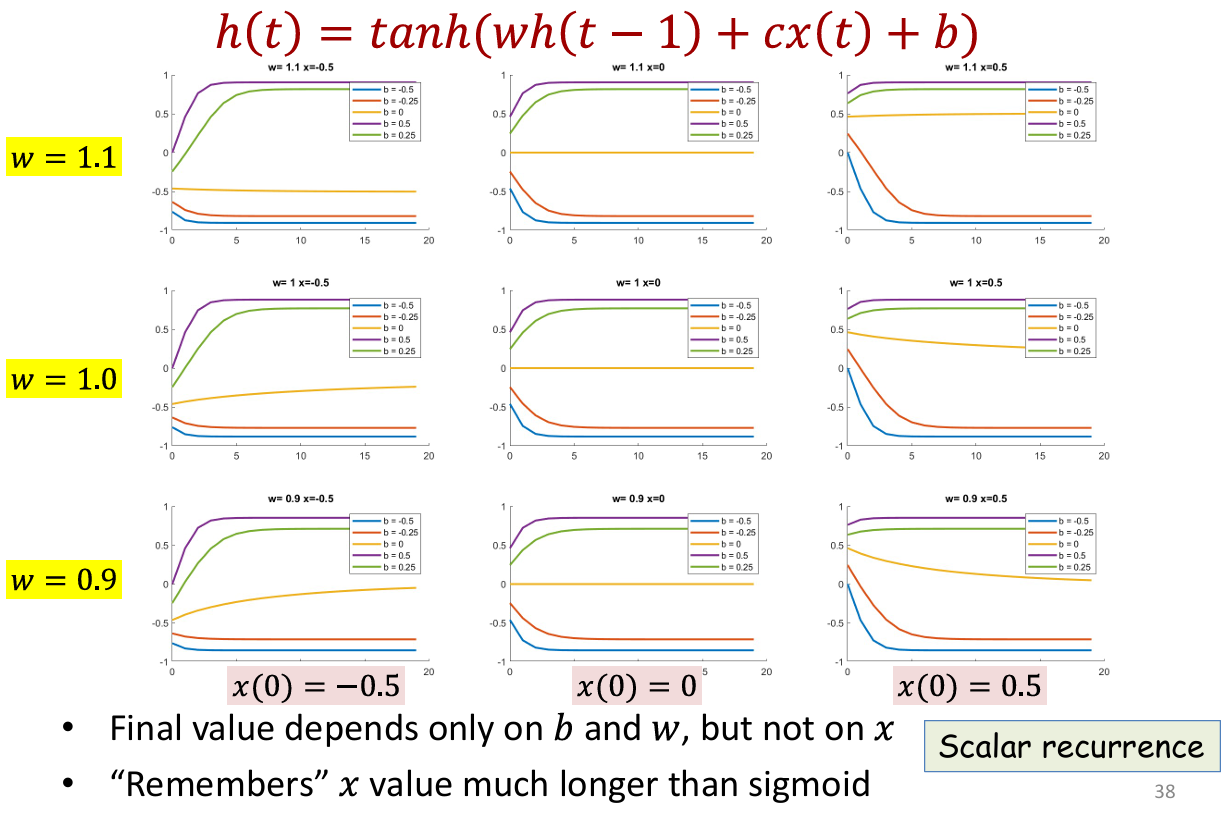 h(t) = tanh(wh(t − 1) + cx(t) + b)
w= 1.1 x=-0.5
w= 1.1 x=0
w= 1.1 x=0.5
w = 1.1
1
0.5
0
-0.5
-1
0
5
10
15
20
b = -0.5
b = -0.25
b = 0
b = 0.5
b = 0.25
1
0.5
0
-0.5
-1
0
5
10
15
20
b = -0.5
b = -0.25
b = 0
b = 0.5
b = 0.25
1
0.5
0
-0.5
-1
0
5
10
15
20
b = -0.5
b = -0.25
b = 0
b = 0.5
b = 0.25
w= 1 x=-0.5
w= 1 x=0
w= 1 x=0.5
w = 1.0
1
0.5
0
-0.5
-1
0
5
10
15
20
b = -0.5
b = -0.25
b = 0
b = 0.5
b = 0.25
1
0.5
0
-0.5
-1
0
5
10
15
20
b = -0.5
b = -0.25
b = 0
b = 0.5
b = 0.25
1
0.5
0
-0.5
-1
0
5
10
15
20
b = -0.5
b = -0.25
b = 0
b = 0.5
b = 0.25
w= 0.9 x=-0.5
w= 0.9 x=0
w= 0.9 x=0.5
w = 0.9
1
0.5
0
-0.5
-1
0
20
b = -0.5
b = -0.25
b = 0
b = 0.5
b = 0.25
1
0.5
0
-0.5
-1
0
5
20
b = -0.5
b = -0.25
b = 0
b = 0.5
b = 0.25
1
0.5
0
-0.5
-1
0
20
b = -0.5
b = -0.25
b = 0
b = 0.5
b = 0.25
x(0) = −0.5
x(0) = 0
x(0) = 0.5
• Final value depends only on b and w, but not on x
• “Remembers” x value much longer than sigmoid
Scalar recurrence
38